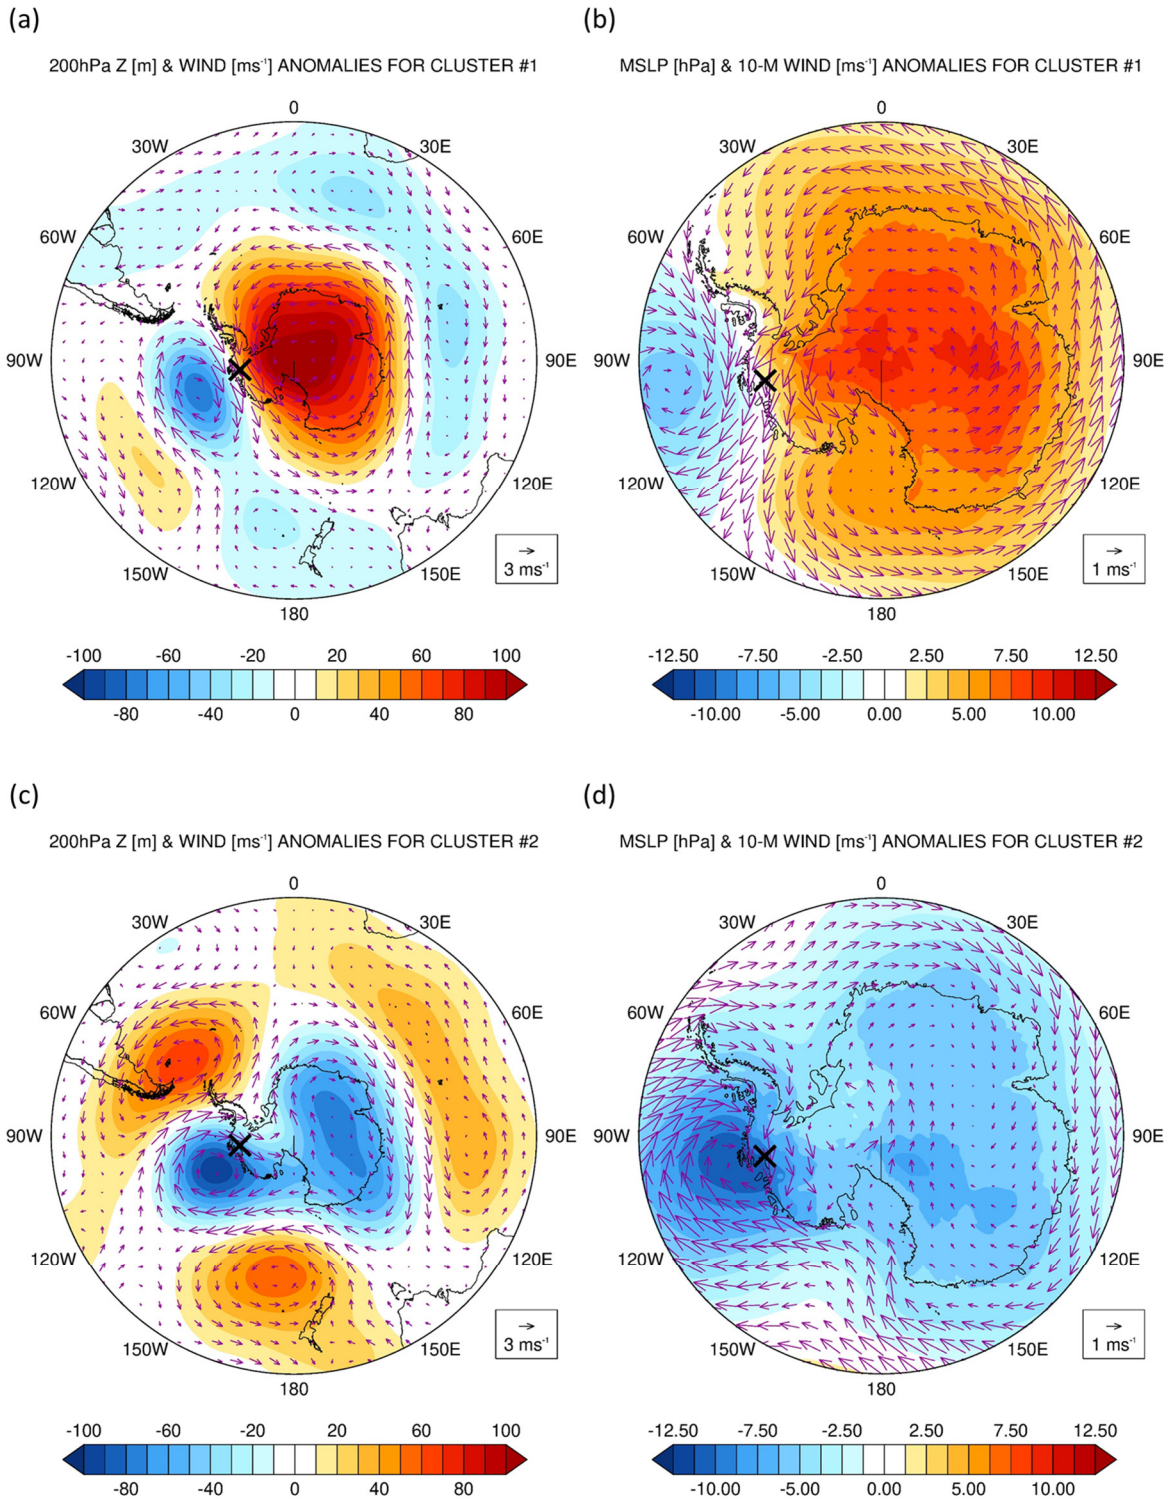 (a)
(b)
200hPa Z [m] & WIND [ms⁻¹] ANOMALIES FOR CLUSTER #1
MSLP [hPa] & 10-M WIND [ms⁻¹] ANOMALIES FOR CLUSTER #1
0
30W
30E
60W
60E
90W
90E
120W
120E
150W
150E
180
3 ms⁻¹
0
30W
30E
60W
60E
90W
90E
120W
120E
150W
150E
180
1 ms⁻¹
-100 -60 -20 20 60 100
-80 -40 0 40 80
-12.50 -7.50 -2.50 2.50 7.50 12.50
-10.00 -5.00 0.00 5.00 10.00
(c)
(d)
200hPa Z [m] & WIND [ms⁻¹] ANOMALIES FOR CLUSTER #2
MSLP [hPa] & 10-M WIND [ms⁻¹] ANOMALIES FOR CLUSTER #2
0
30W
30E
60W
60E
90W
90E
120W
120E
150W
150E
180
3 ms⁻¹
0
30W
30E
60W
60E
90W
90E
120W
120E
150W
150E
180
1 ms⁻¹
-100 -60 -20 20 60 100
-80 -40 0 40 80
-12.50 -7.50 -2.50 2.50 7.50 12.50
-10.00 -5.00 0.00 5.00 10.00